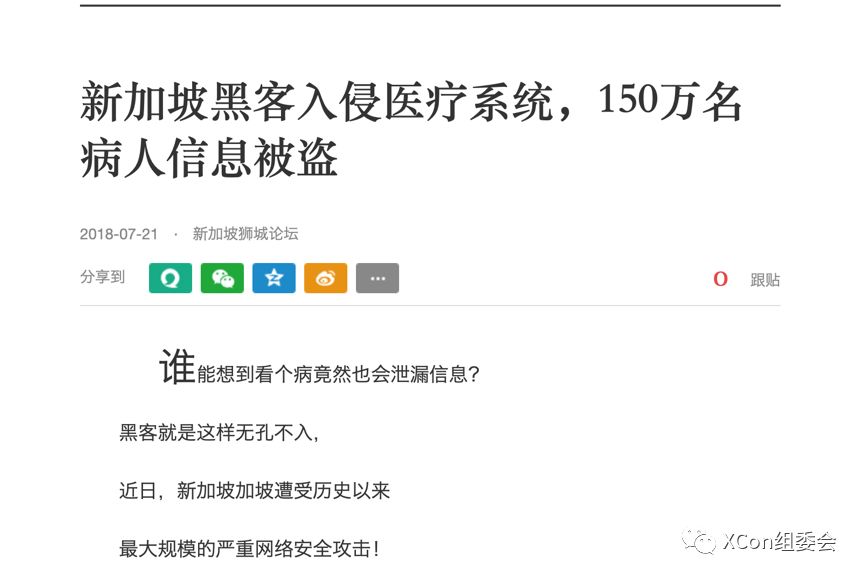 新加坡黑客入侵医疗系统，150万名
病人信息被盗
2018-07-21 · 新加坡狮城论坛
分享到
0 跟贴
谁能想到看个病竟然也会泄漏信息？
黑客就是这样无孔不入，
近日，新加坡加坡遭受历史以来
最大规模的严重网络安全攻击！
XCon组委会